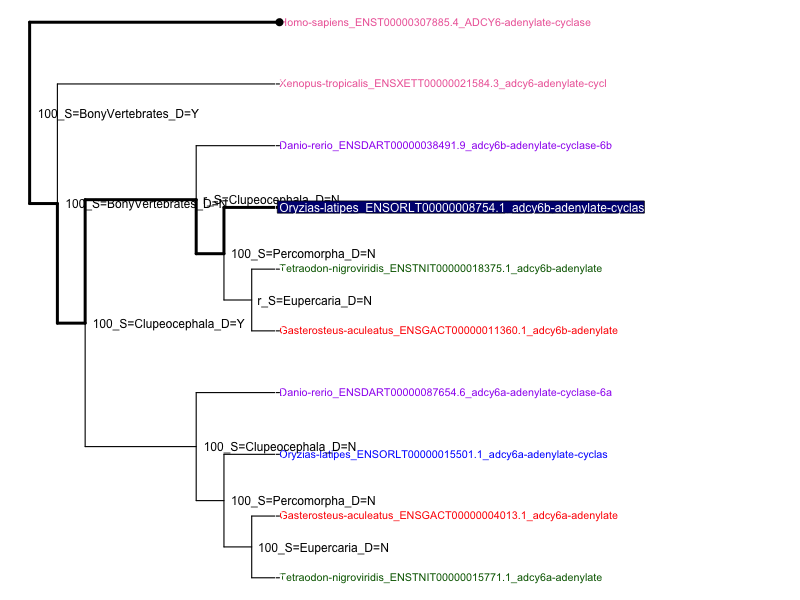 Homo-sapiens_ENST00000307885.4_ADCY6-adenylate-cyclase
Xenopus-tropicalis_ENSXETT00000021584.3_adcy6-adenylate-cycl
100_S=BonyVertebrates_D=Y
Danio-rerio_ENSDART00000038491.9_adcy6b-adenylate-cyclase-6b
r_S=Clupeocephala_D=N
100_S=BonyVertebrates_D=N
Oryzias-latipes_ENSORLT00000008754.1_adcy6b-adenylate-cyclas
100_S=Percomorpha_D=N
Tetraodon-nigroviridis_ENSTNIT00000018375.1_adcy6b-adenylate
r_S=Eupercaria_D=N
100_S=Clupeocephala_D=Y
Gasterosteus-aculeatus_ENSGACT00000011360.1_adcy6b-adenylate
Danio-rerio_ENSDART00000087654.6_adcy6a-adenylate-cyclase-6a
100_S=Clupeocephala_D=N
Oryzias-latipes_ENSORLT00000015501.1_adcy6a-adenylate-cyclas
100_S=Percomorpha_D=N
Gasterosteus-aculeatus_ENSGACT00000004013.1_adcy6a-adenylate
100_S=Eupercaria_D=N
Tetraodon-nigroviridis_ENSTNIT00000015771.1_adcy6a-adenylate